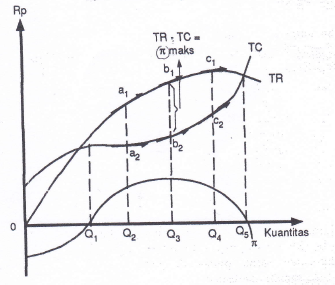 Rp
TR - TC =
π maks
TC
b₁
c₁
TR
a₁
c₂
a₂
b₂
0
Q₁ Q₂ Q₃ Q₄ Q₅ π Kuantitas